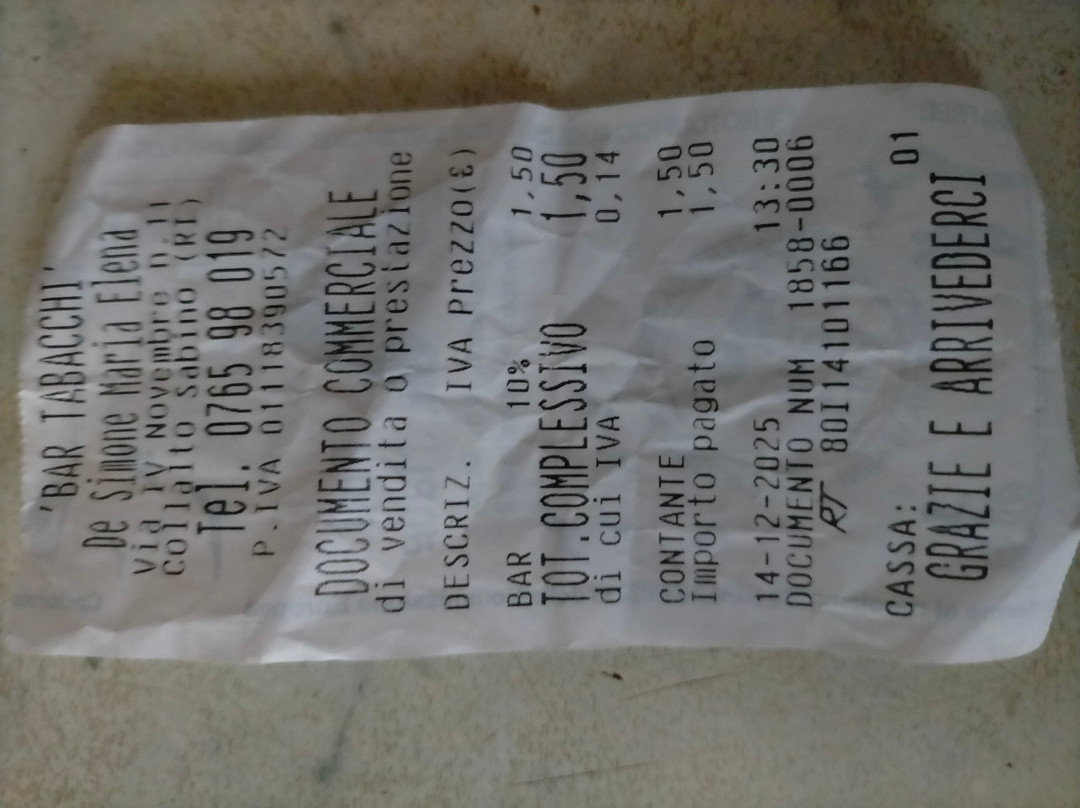 'BAR TABACCHI'
De Simone Maria Elena
via IV Novembre n.11
Collalto Sabino (RI)
Tel. 0765 98 019
P.IVA 01118390572
DOCUMENTO COMMERCIALE
di vendita o prestazione
DESCRIZ. IVA Prezzo(€)
BAR 10% 1,50
TOT.COMPLESSIVO 1,50
di cui IVA 0,14
CONTANTE 1,50
Importo pagato 1,50
14-12-2025 13:30
DOCUMENTO NUM 1858-0006
RT 80I14101166
CASSA: 01
GRAZIE E ARRIVEDERCI